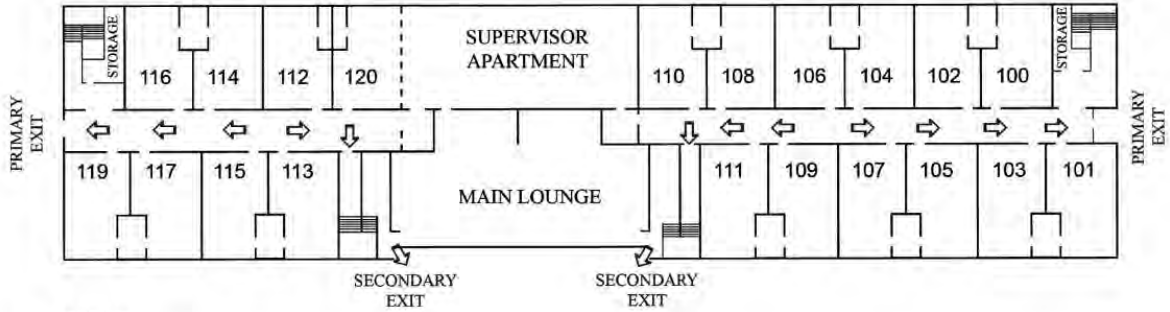 STORAGE
116
114
112
120
SUPERVISOR
APARTMENT
110
108
106
104
102
100
STORAGE
PRIMARY
EXIT
PRIMARY
EXIT
119
117
115
113
MAIN LOUNGE
111
109
107
105
103
101
SECONDARY
EXIT
SECONDARY
EXIT